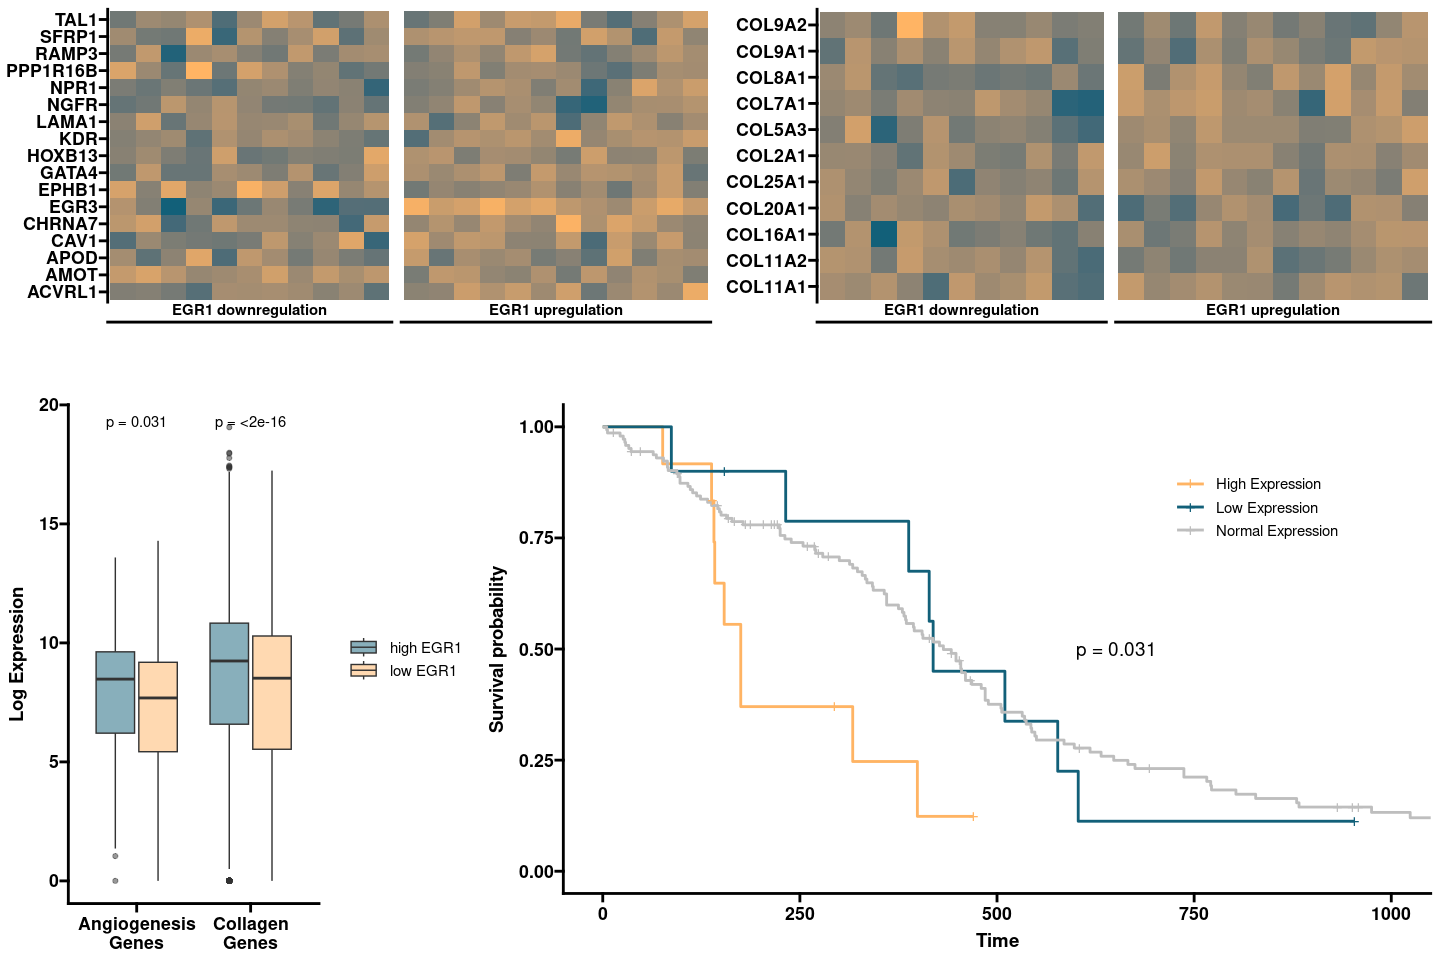 TAL1
SFRP1
RAMP3
PPP1R16B
NPR1
NGFR
LAMA1
KDR
HOXB13
GATA4
EPHB1
EGR3
CHRNA7
CAV1
APOD
AMOT
ACVRL1
EGR1 downregulation
EGR1 upregulation
COL9A2
COL9A1
COL8A1
COL7A1
COL5A3
COL2A1
COL25A1
COL20A1
COL16A1
COL11A2
COL11A1
EGR1 downregulation
EGR1 upregulation
Log Expression
20
15
10
5
0
p = 0.031
p = <2e-16
Angiogenesis
Genes
Collagen
Genes
high EGR1
low EGR1
Survival probability
1.00
0.75
0.50
0.25
0.00
High Expression
Low Expression
Normal Expression
p = 0.031
0
250
500
750
1000
Time